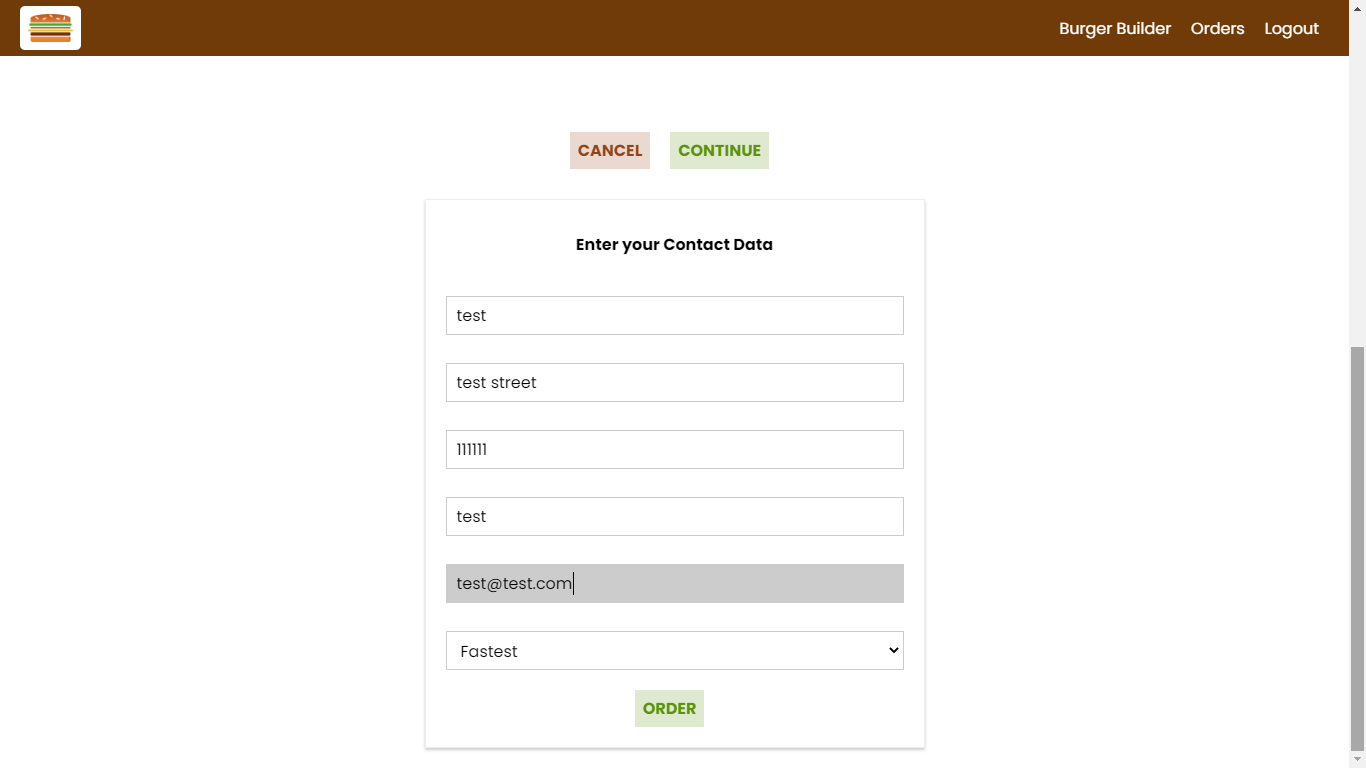 Burger Builder Orders Logout
CANCEL CONTINUE
Enter your Contact Data
test
test street
111111
test
test@test.com
Fastest
ORDER